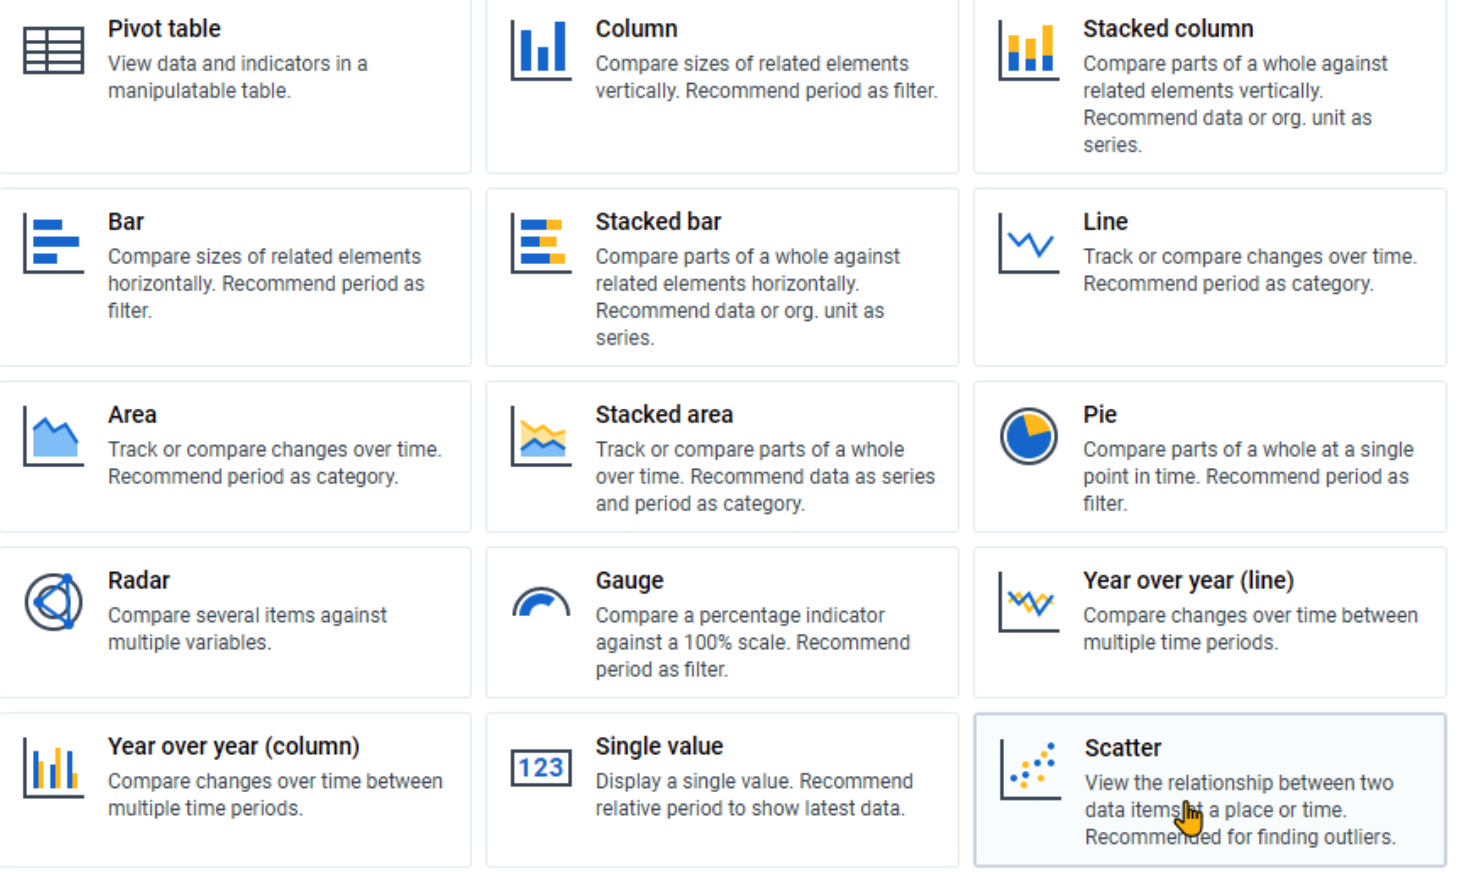 Pivot table
View data and indicators in a
manipulatable table.
Column
Compare sizes of related elements
vertically. Recommend period as filter.
Stacked column
Compare parts of a whole against
related elements vertically.
Recommend data or org. unit as
series.
Bar
Compare sizes of related elements
horizontally. Recommend period as
filter.
Stacked bar
Compare parts of a whole against
related elements horizontally.
Recommend data or org. unit as
series.
Line
Track or compare changes over time.
Recommend period as category.
Area
Track or compare changes over time.
Recommend period as category.
Stacked area
Track or compare parts of a whole
over time. Recommend data as series
and period as category.
Pie
Compare parts of a whole at a single
point in time. Recommend period as
filter.
Radar
Compare several items against
multiple variables.
Gauge
Compare a percentage indicator
against a 100% scale. Recommend
period as filter.
Year over year (line)
Compare changes over time between
multiple time periods.
Year over year (column)
Compare changes over time between
multiple time periods.
123
Single value
Display a single value. Recommend
relative period to show latest data.
Scatter
View the relationship between two
data items at a place or time.
Recommended for finding outliers.